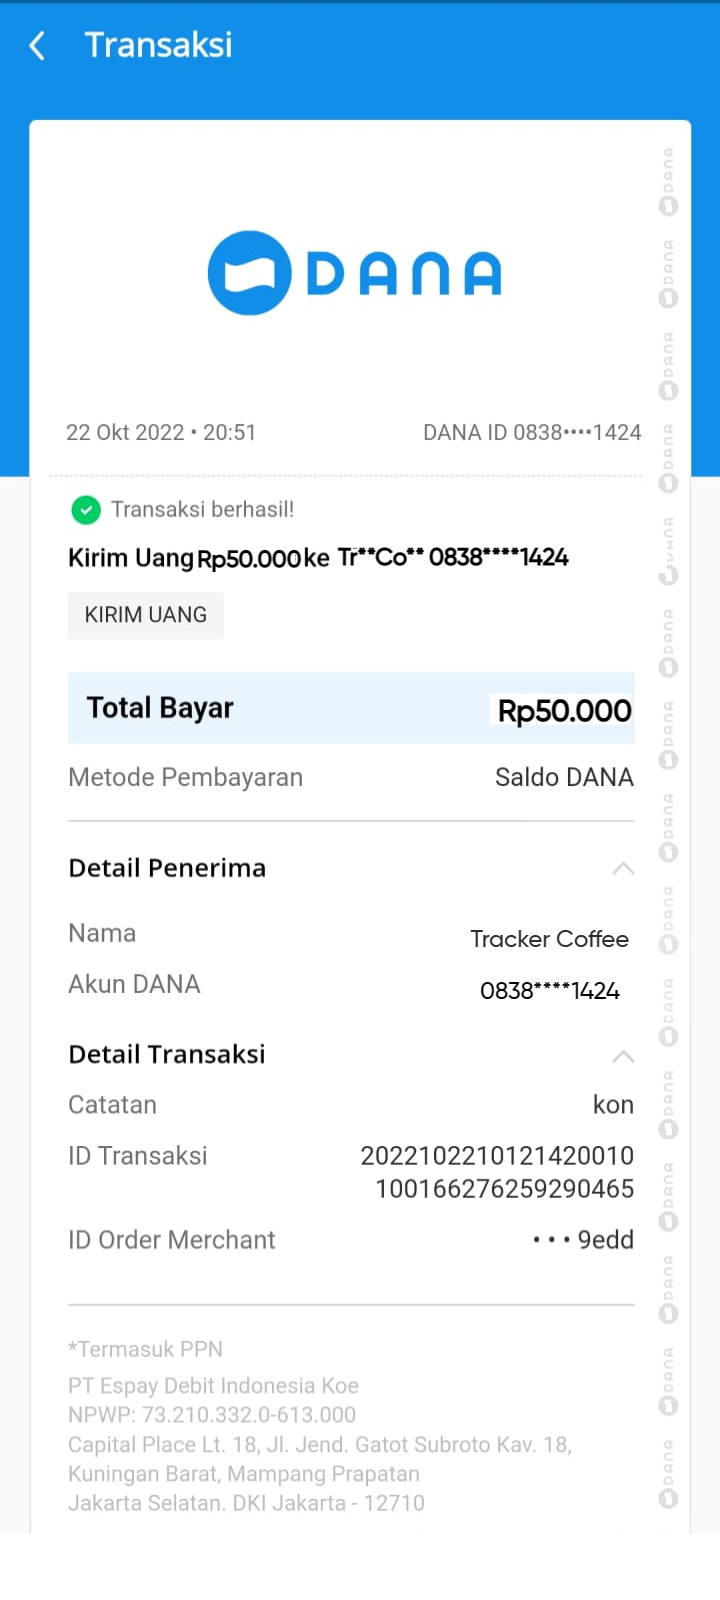 Transaksi
DANA
22 Okt 2022 • 20:51
DANA ID 0838••••1424
Transaksi berhasil!
Kirim Uang Rp50.000 ke Tr**Co** 0838****1424
KIRIM UANG
Total Bayar Rp50.000
Metode Pembayaran Saldo DANA
Detail Penerima
Nama Tracker Coffee
Akun DANA 0838****1424
Detail Transaksi
Catatan kon
ID Transaksi 2022102210121420010
100166276259290465
ID Order Merchant • • • 9edd
*Termasuk PPN
PT Espay Debit Indonesia Koe
NPWP: 73.210.332.0-613.000
Capital Place Lt. 18, Jl. Jend. Gatot Subroto Kav. 18,
Kuningan Barat, Mampang Prapatan
Jakarta Selatan. DKI Jakarta - 12710
DANA
DANA
DANA
DANA
DANA
DANA
DANA
DANA
DANA
DANA
DANA
DANA
DANA
DANA